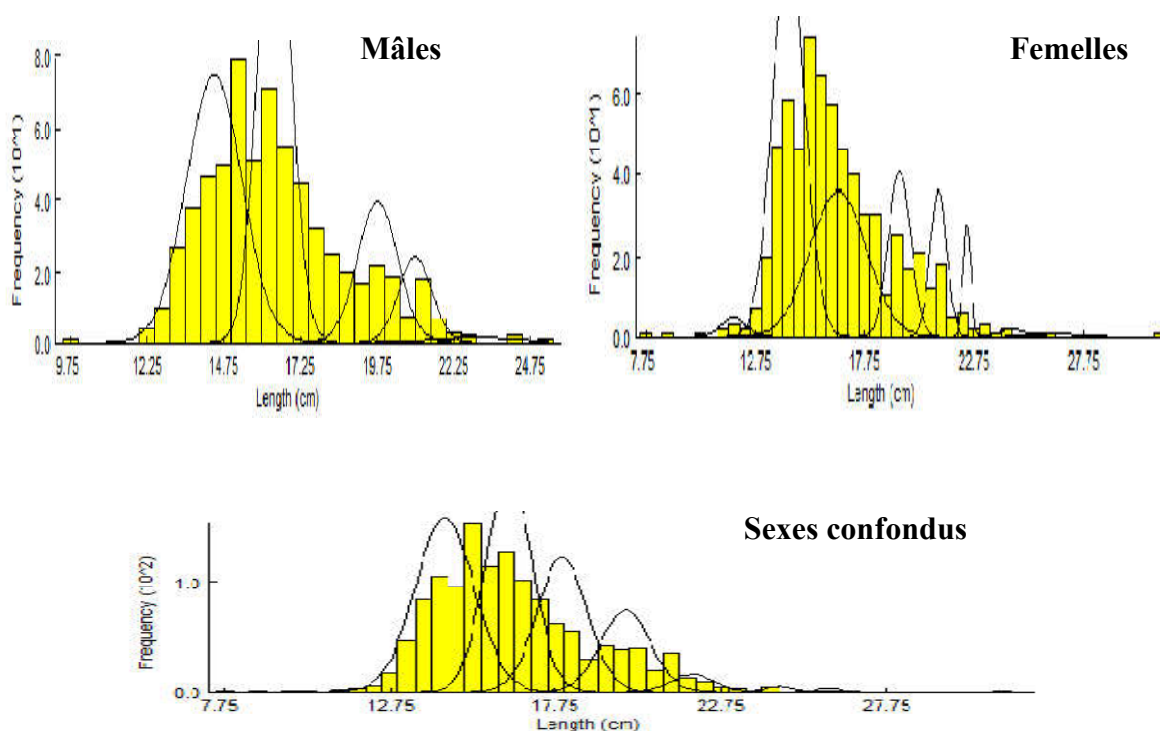 Mâles
8.0
6.0
4.0
2.0
0.0
Frequency (10^1)
9.75 12.25 14.75 17.25 19.75 22.25 24.75
Length (cm)
Femelles
6.0
4.0
2.0
0.0
Frequency (10^1)
7.75 12.75 17.75 22.75 27.75
Length (cm)
Sexes confondus
1.0
0.0
Frequency (10^2)
7.75 12.75 17.75 22.75 27.75
Length (cm)